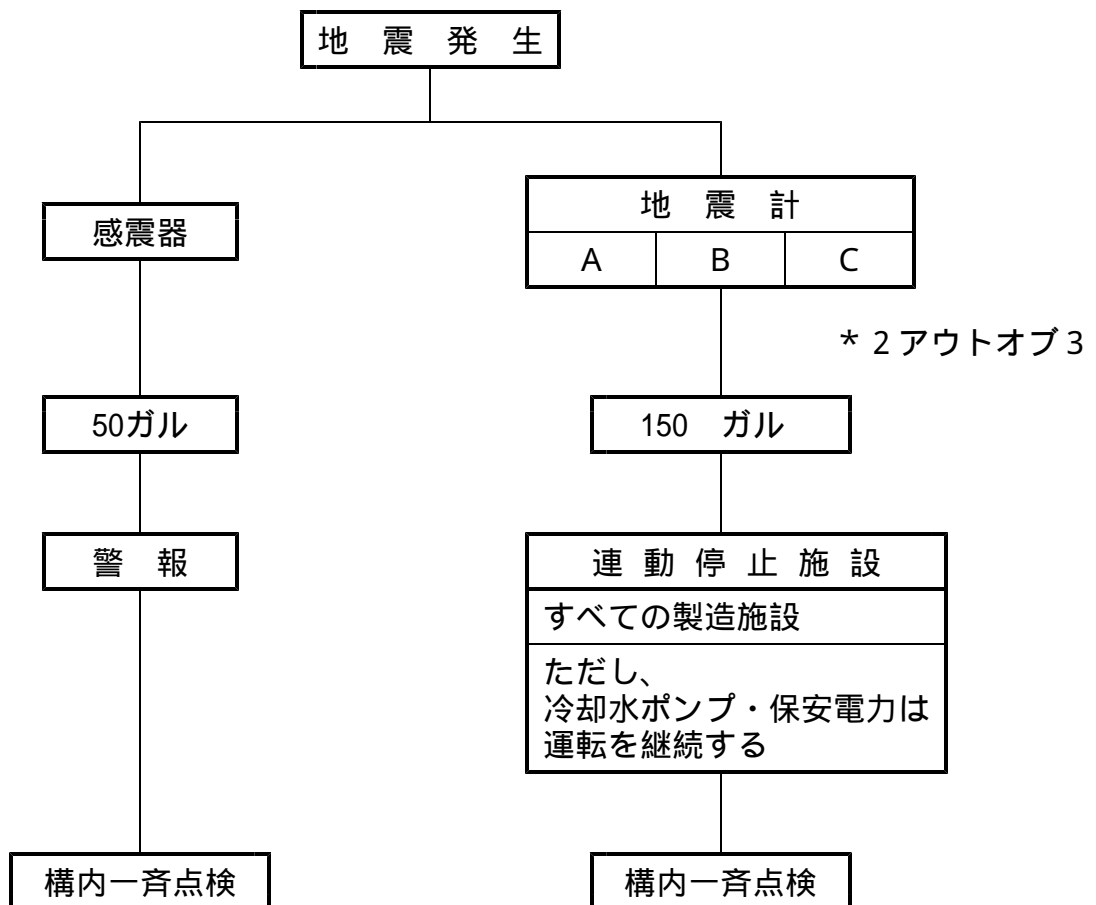 地 震 発 生
感震器
地 震 計
A B C
* 2アウトオブ3
50ガル
150 ガル
警 報
連 動 停 止 施 設
すべての製造施設
ただし、
冷却水ポンプ・保安電力は
運転を継続する
構内一斉点検
構内一斉点検